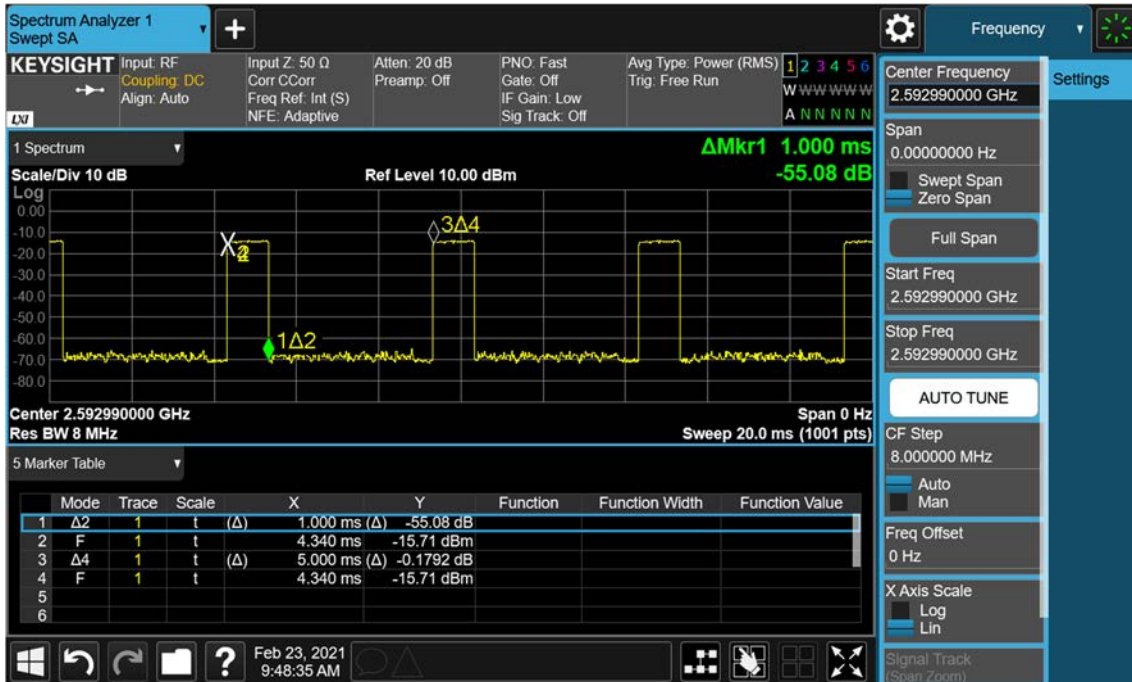 Spectrum Analyzer 1
Swept SA
Frequency
KEYSIGHT
LXI
Input: RF
Coupling: DC
Align: Auto
Input Z: 50 Ω
Corr CCorr
Freq Ref: Int (S)
NFE: Adaptive
Atten: 20 dB
Preamp: Off
PNO: Fast
Gate: Off
IF Gain: Low
Sig Track: Off
Avg Type: Power (RMS)
Trig: Free Run
1 2 3 4 5 6
W W W W W W
A N N N N N
1 Spectrum
ΔMkr1 1.000 ms
-55.08 dB
Scale/Div 10 dB
Ref Level 10.00 dBm
Log
0.00
-10.0
-20.0
-30.0
-40.0
-50.0
-60.0
-70.0
-80.0
3Δ4
1Δ2
Center 2.592990000 GHz
Span 0 Hz
Res BW 8 MHz
Sweep 20.0 ms (1001 pts)
5 Marker Table
Mode Trace Scale X Y Function Function Width Function Value
1 Δ2 1 t (Δ) 1.000 ms (Δ) -55.08 dB
2 F 1 t 4.340 ms -15.71 dBm
3 Δ4 1 t (Δ) 5.000 ms (Δ) -0.1792 dB
4 F 1 t 4.340 ms -15.71 dBm
5
6
?
Feb 23, 2021
9:48:35 AM
Center Frequency
2.592990000 GHz
Settings
Span
0.00000000 Hz
Swept Span
Zero Span
Full Span
Start Freq
2.592990000 GHz
Stop Freq
2.592990000 GHz
AUTO TUNE
CF Step
8.000000 MHz
Auto
Man
Freq Offset
0 Hz
X Axis Scale
Log
Lin
Signal Track
(Span Zoom)